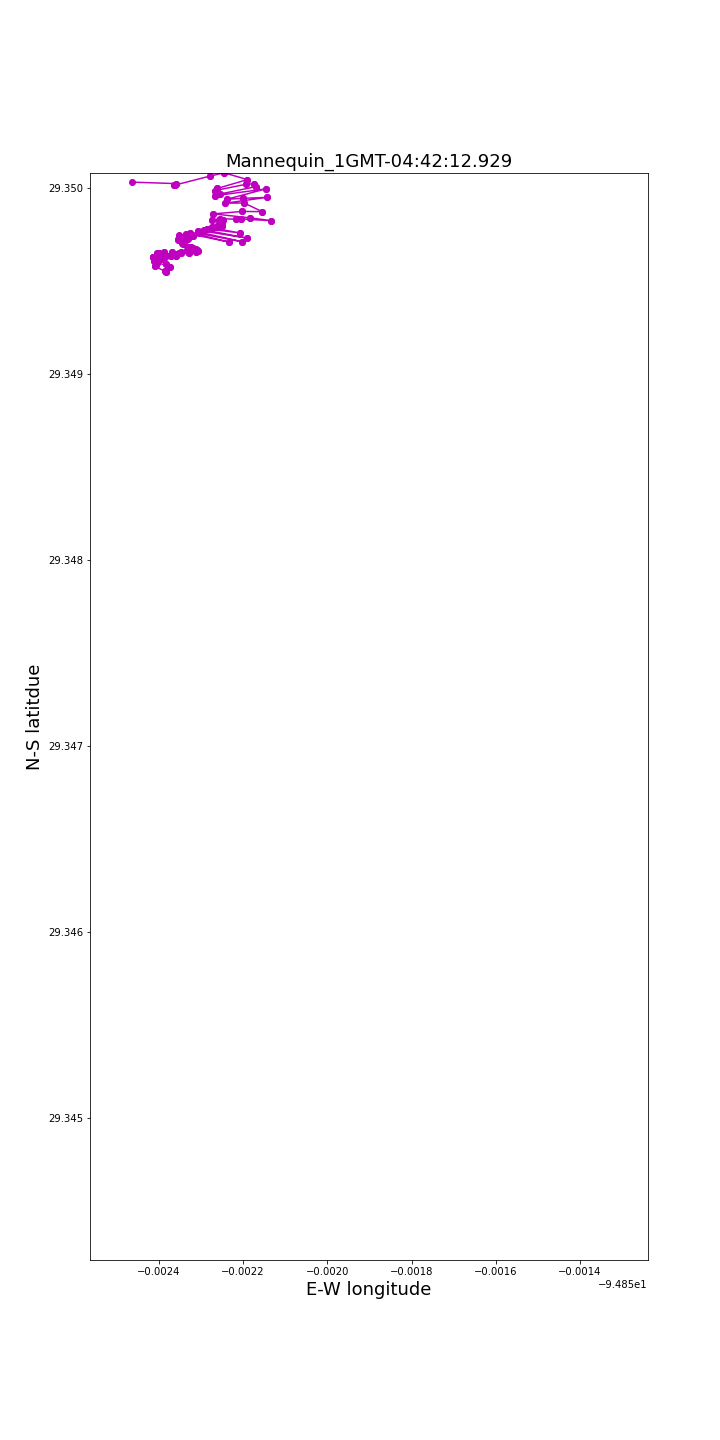 Mannequin_1GMT-04:42:12.929
29.350
29.349
29.348
29.347
29.346
29.345
N-S latitdue
−0.0024 −0.0022 −0.0020 −0.0018 −0.0016 −0.0014
−9.485e1
E-W longitude